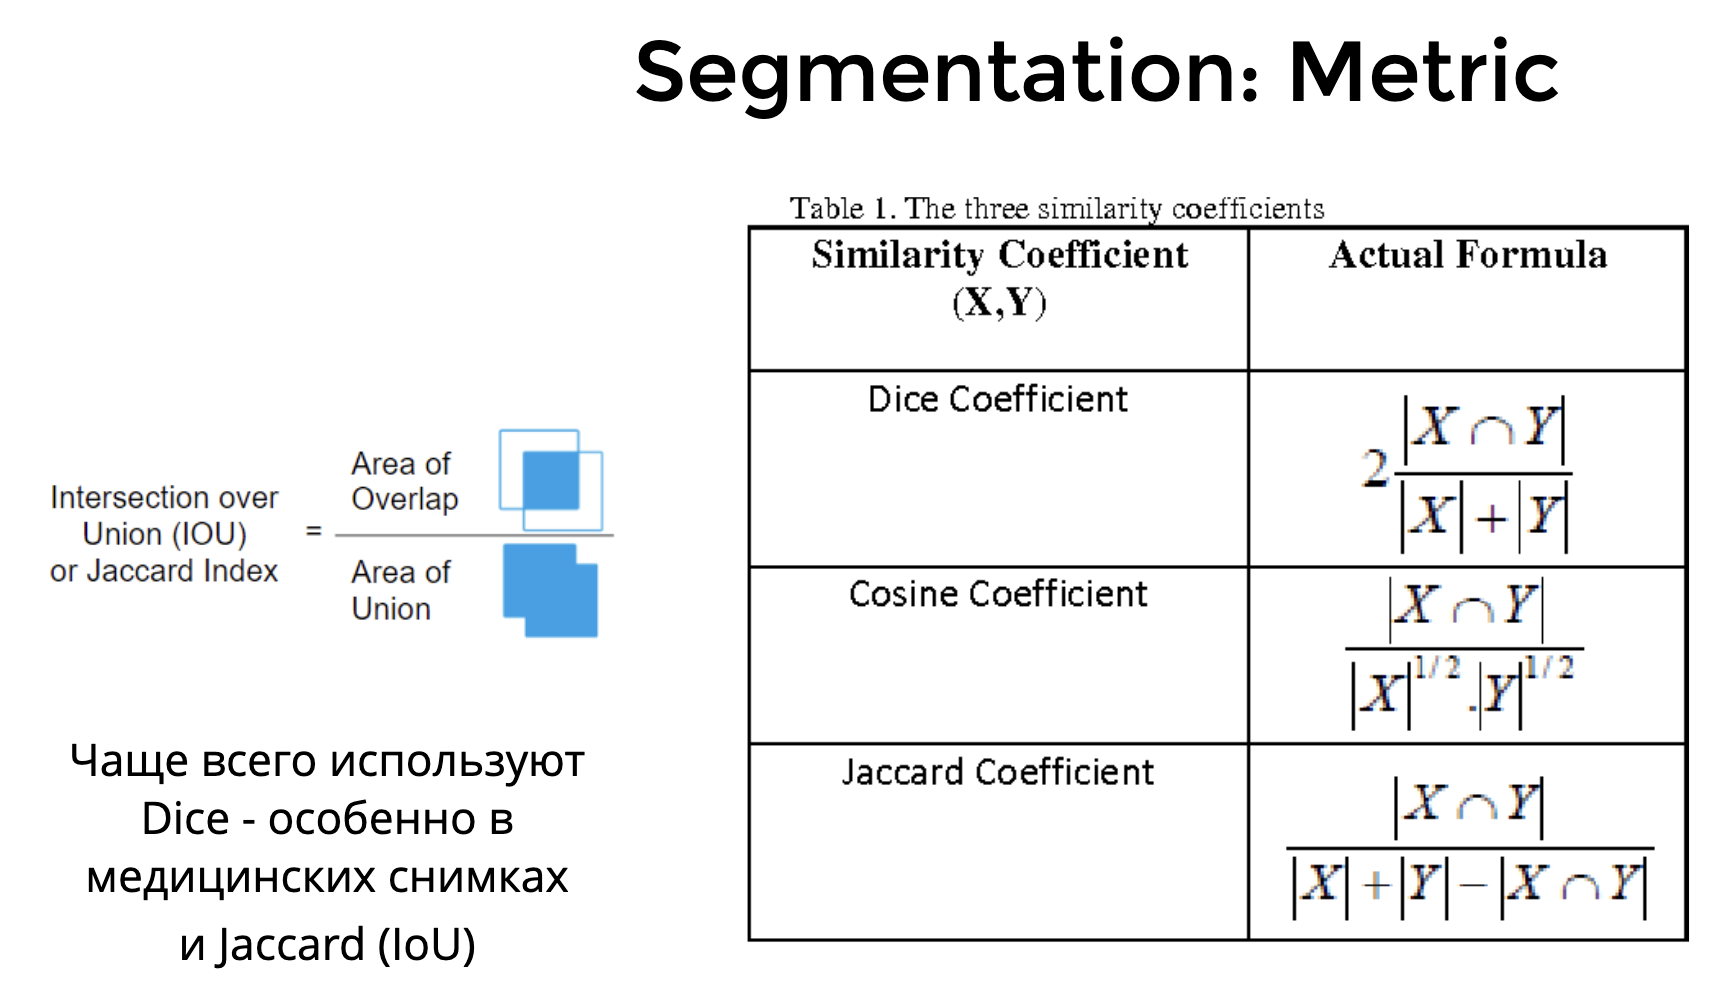 Segmentation: Metric
Table 1. The three similarity coefficients
Similarity Coefficient
(X,Y)
Actual Formula
Dice Coefficient
2 |X ∩ Y| / |X| + |Y|
Cosine Coefficient
|X ∩ Y| / |X|^1/2 . |Y|^1/2
Jaccard Coefficient
|X ∩ Y| / |X| + |Y| − |X ∩ Y|
Intersection over
Union (IOU)
or Jaccard Index
=
Area of
Overlap
Area of
Union
Чаще всего используют
Dice - особенно в
медицинских снимках
и Jaccard (IoU)